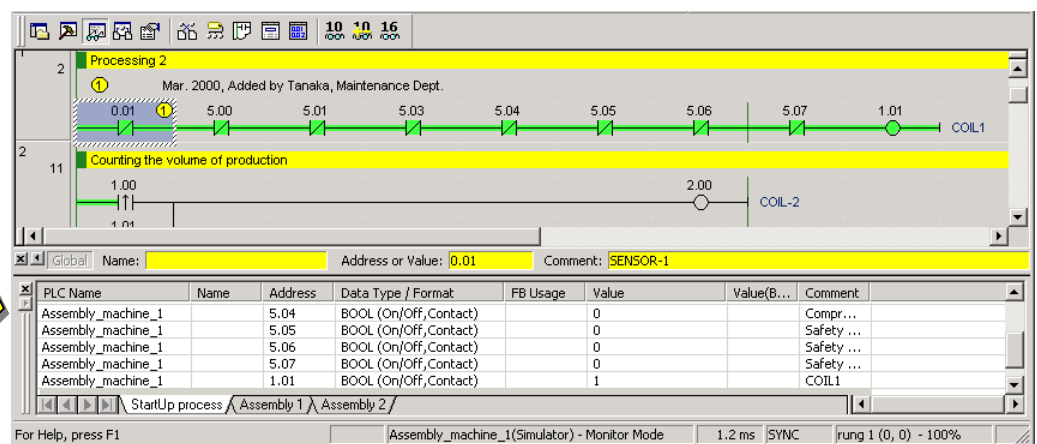 10 10 16
2 Processing 2
1 Mar. 2000, Added by Tanaka, Maintenance Dept.
0.01 1 5.00 5.01 5.03 5.04 5.05 5.06 5.07 1.01
COIL1
2
11 Counting the volume of production
1.00 2.00
COIL-2
1.01
Global Name: Address or Value: 0.01 Comment: SENSOR-1
PLC Name Name Address Data Type / Format FB Usage Value Value(B... Comment
Assembly_machine_1 5.04 BOOL (On/Off,Contact) 0 Compr...
Assembly_machine_1 5.05 BOOL (On/Off,Contact) 0 Safety ...
Assembly_machine_1 5.06 BOOL (On/Off,Contact) 0 Safety ...
Assembly_machine_1 5.07 BOOL (On/Off,Contact) 0 Safety ...
Assembly_machine_1 1.01 BOOL (On/Off,Contact) 1 COIL1
StartUp process Assembly 1 Assembly 2
For Help, press F1 Assembly_machine_1(Simulator) - Monitor Mode 1.2 ms SYNC rung 1 (0, 0) - 100%